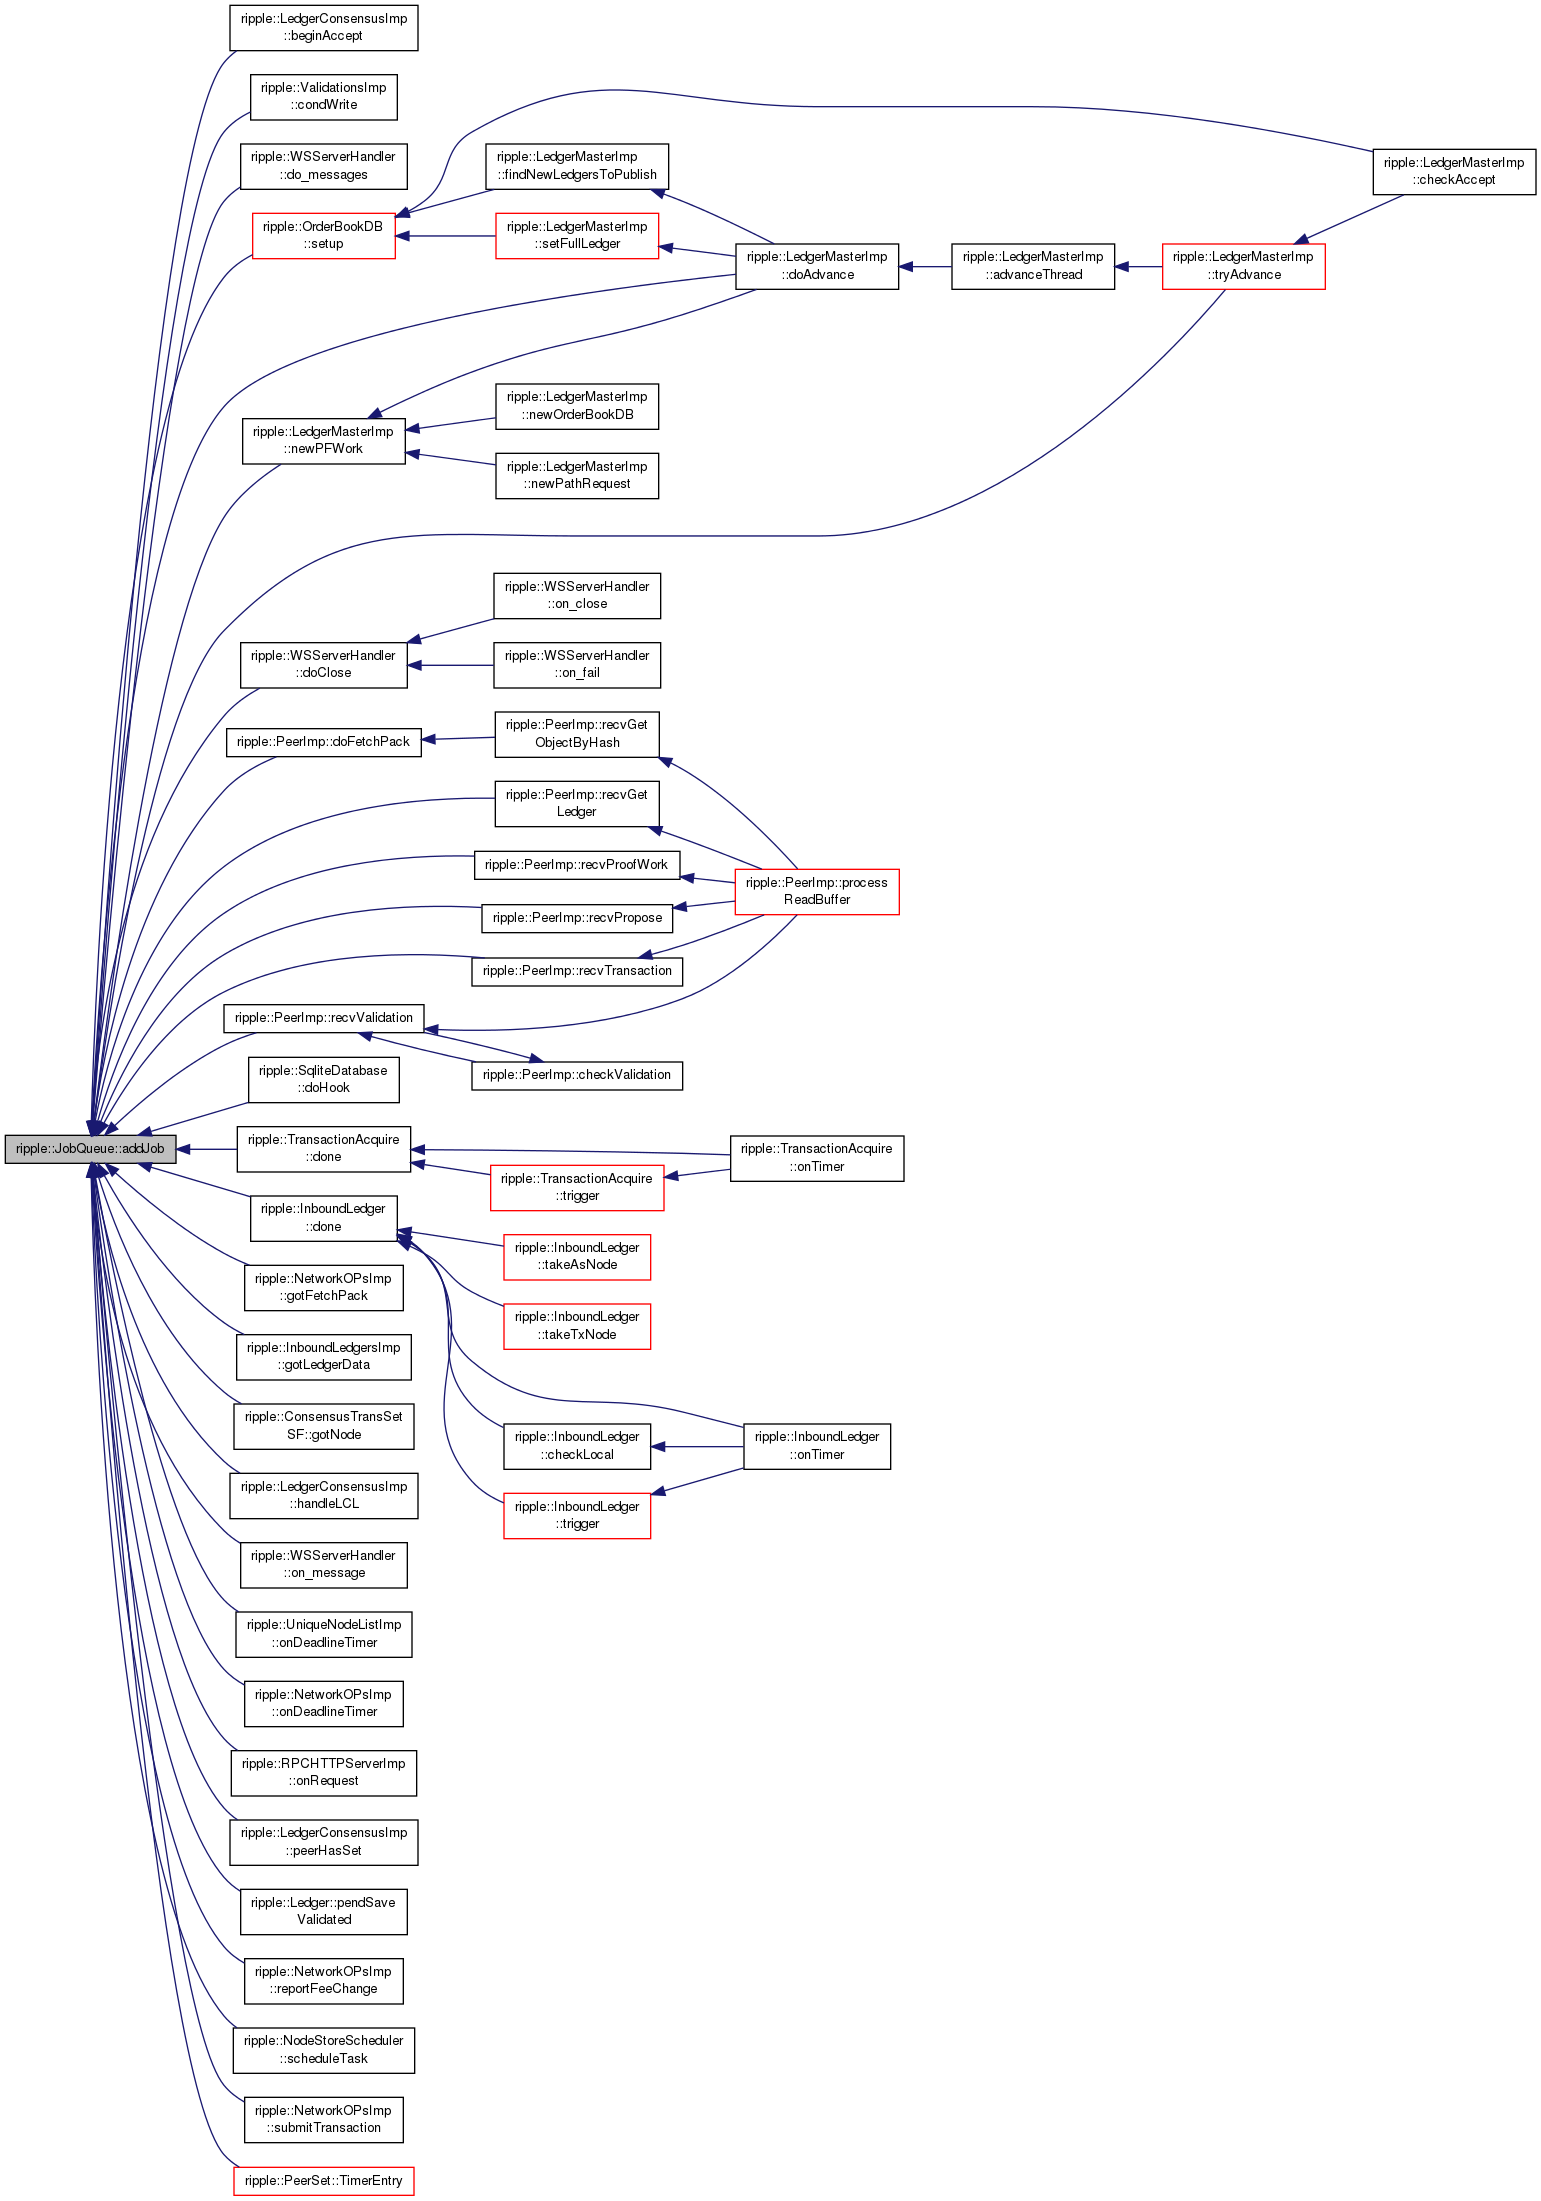 ripple::LedgerConsensusImp
::beginAccept
ripple::ValidationsImp
::condWrite
ripple::WSServerHandler
::do_messages
ripple::OrderBookDB
::setup
ripple::LedgerMasterImp
::findNewLedgersToPublish
ripple::LedgerMasterImp
::setFullLedger
ripple::LedgerMasterImp
::doAdvance
ripple::LedgerMasterImp
::advanceThread
ripple::LedgerMasterImp
::tryAdvance
ripple::LedgerMasterImp
::checkAccept
ripple::LedgerMasterImp
::newPFWork
ripple::LedgerMasterImp
::newOrderBookDB
ripple::LedgerMasterImp
::newPathRequest
ripple::WSServerHandler
::doClose
ripple::WSServerHandler
::on_close
ripple::WSServerHandler
::on_fail
ripple::PeerImp::doFetchPack
ripple::PeerImp::recvGet
ObjectByHash
ripple::PeerImp::recvGet
Ledger
ripple::PeerImp::recvProofWork
ripple::PeerImp::recvPropose
ripple::PeerImp::recvTransaction
ripple::PeerImp::process
ReadBuffer
ripple::PeerImp::recvValidation
ripple::PeerImp::checkValidation
ripple::SqliteDatabase
::doHook
ripple::JobQueue::addJob
ripple::TransactionAcquire
::done
ripple::TransactionAcquire
::trigger
ripple::TransactionAcquire
::onTimer
ripple::InboundLedger
::done
ripple::InboundLedger
::takeAsNode
ripple::InboundLedger
::takeTxNode
ripple::InboundLedger
::checkLocal
ripple::InboundLedger
::trigger
ripple::InboundLedger
::onTimer
ripple::NetworkOPsImp
::gotFetchPack
ripple::InboundLedgersImp
::gotLedgerData
ripple::ConsensusTransSet
SF::gotNode
ripple::LedgerConsensusImp
::handleLCL
ripple::WSServerHandler
::on_message
ripple::UniqueNodeListImp
::onDeadlineTimer
ripple::NetworkOPsImp
::onDeadlineTimer
ripple::RPCHTTPServerImp
::onRequest
ripple::LedgerConsensusImp
::peerHasSet
ripple::Ledger::pendSave
Validated
ripple::NetworkOPsImp
::reportFeeChange
ripple::NodeStoreScheduler
::scheduleTask
ripple::NetworkOPsImp
::submitTransaction
ripple::PeerSet::TimerEntry